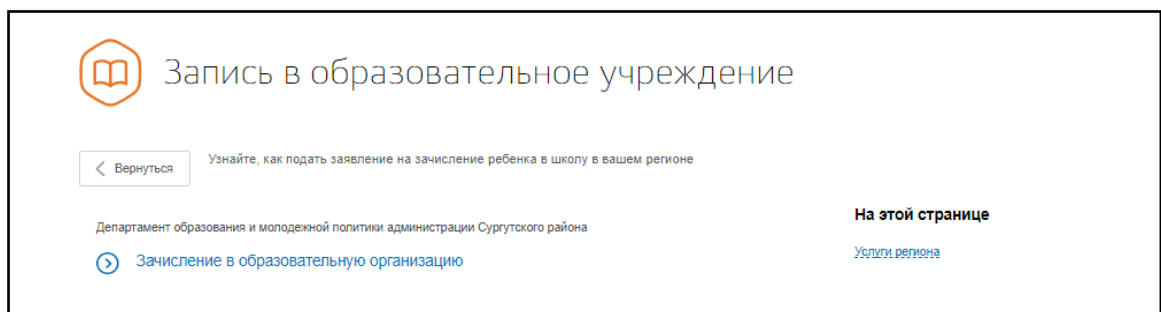 Запись в образовательное учреждение
Вернуться
Узнайте, как подать заявление на зачисление ребенка в школу в вашем регионе
Департамент образования и молодежной политики администрации Сургутского района
Зачисление в образовательную организацию
На этой странице
Услуги региона